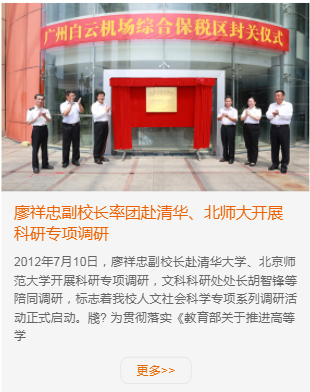 广州白云机场综合保税区封关仪式
廖祥忠副校长率团赴清华、北师大开展
科研专项调研
2012年7月10日，廖祥忠副校长赴清华大学、北京师
范大学开展科研专项调研，文科科研处处长胡智锋等
陪同调研，标志着我校人文社会科学专项系列调研活
动正式启动。牋? 为贯彻落实《教育部关于推进高等
学
更多>>